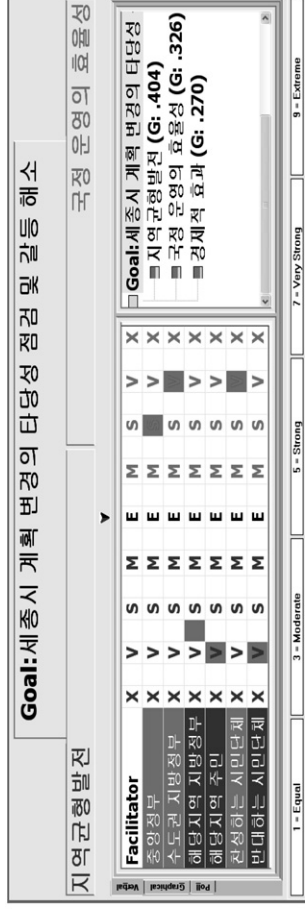 Goal:세종시 계획 변경의 타당성 점검 및 갈등 해소
지역균형발전 국정 운영의 효율성
Verbal
Graphical
Poll
Facilitator
중앙정부 X V S M E M V X
수도권 지방정부 X V S M E M S V X
해당지역 지방정부 X V S M E M S V X
해당지역 주민 X V S M E M S V X
찬성하는 시민단체 X V S M E M S V X
반대하는 시민단체 X V S M E M S V X
Goal:세종시 계획 변경의 타당성
지역균형발전 (G: .404)
국정 운영의 효율성 (G: .326)
경제적 효과 (G: .270)
1 = Equal 3 = Moderate 5 = Strong 7 = Very Strong 9 = Extreme